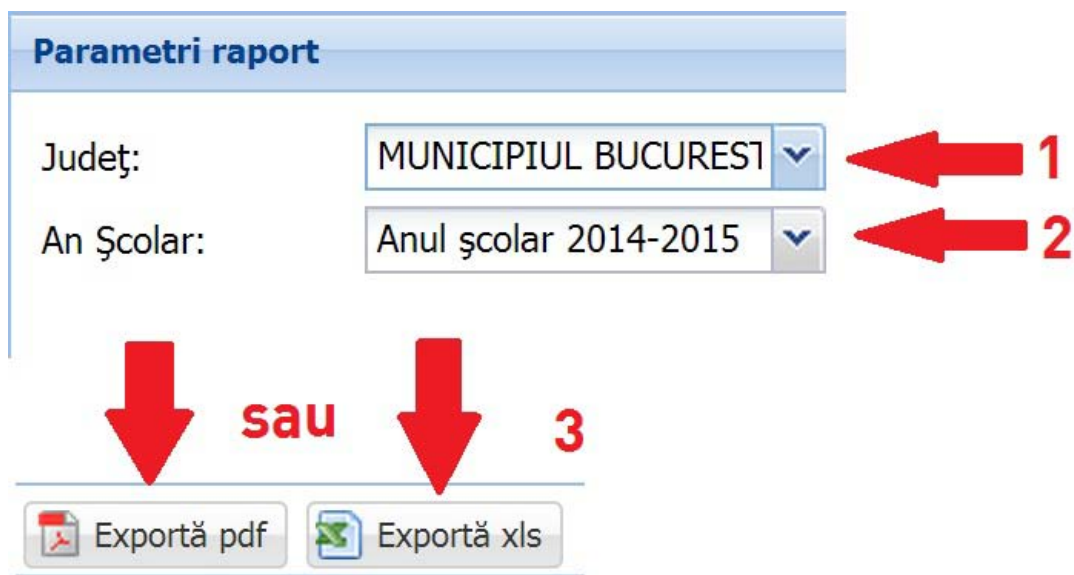 Parametri raport
Judeţ: MUNICIPIUL BUCUREST 1
An Şcolar: Anul şcolar 2014-2015 2
sau 3
Exportă pdf Exportă xls